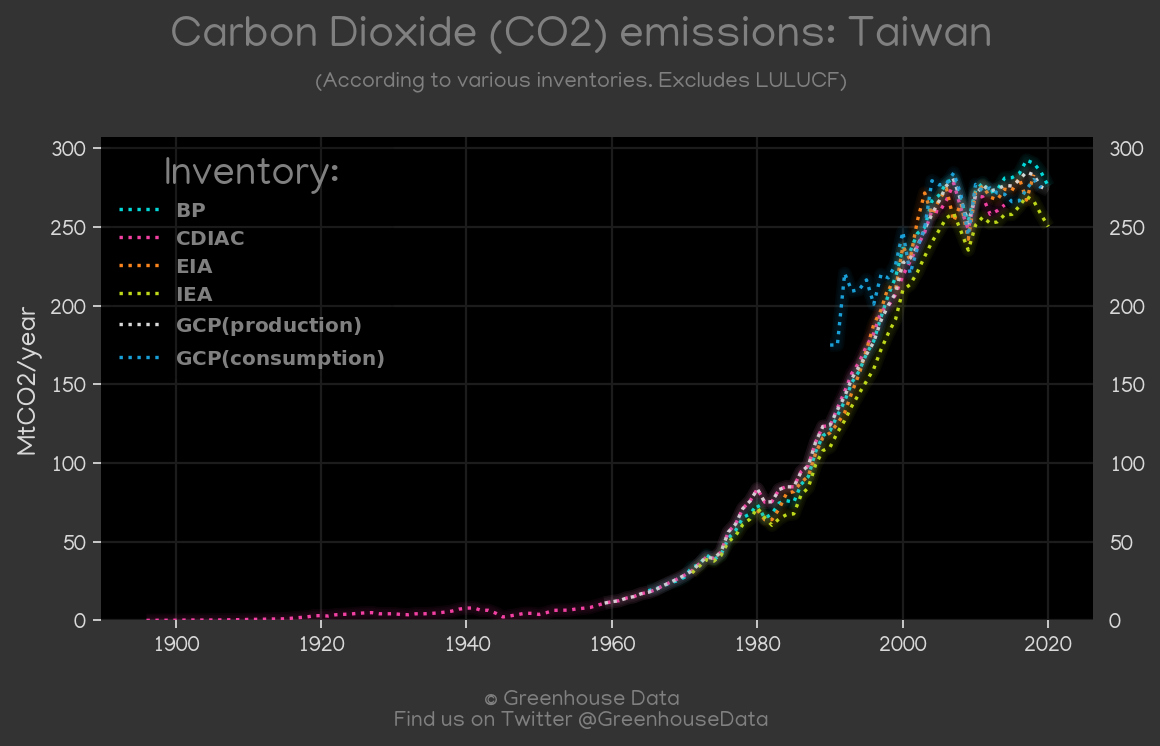 Carbon Dioxide (CO2) emissions: Taiwan
(According to various inventories. Excludes LULUCF)
Inventory:
BP
CDIAC
EIA
IEA
GCP(production)
GCP(consumption)
MtCO2/year
300
250
200
150
100
50
0
300
250
200
150
100
50
0
1900 1920 1940 1960 1980 2000 2020
© Greenhouse Data
Find us on Twitter @GreenhouseData